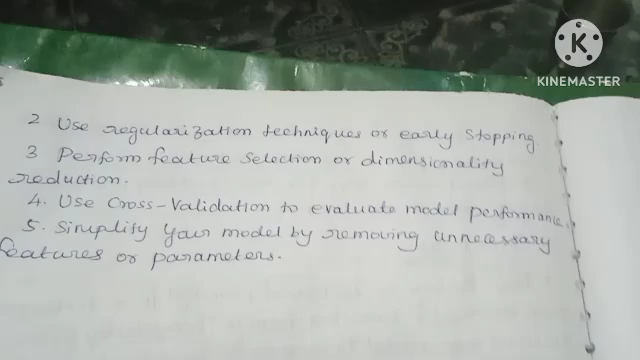 KINEMASTER
2 Use regularization techniques or early stopping
3 Perform feature selection or dimensionality
reduction.
4. Use Cross-Validation to evaluate model performance.
5. Simplify your model by removing unnecessary
features or parameters.